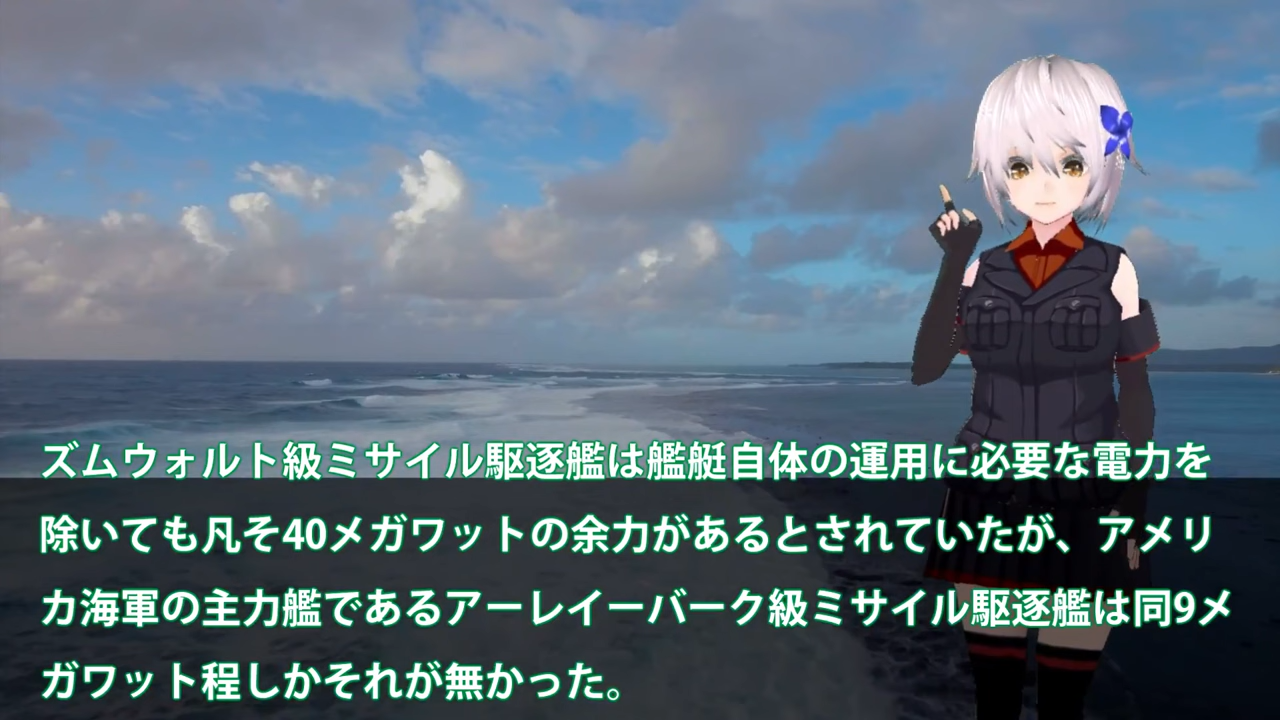 ズムウォルト級ミサイル駆逐艦は艦艇自体の運用に必要な電力を
除いても凡そ40メガワットの余力があるとされていたが、アメリ
カ海軍の主力艦であるアーレイーバーク級ミサイル駆逐艦は同9メ
ガワット程しかそれが無かった。